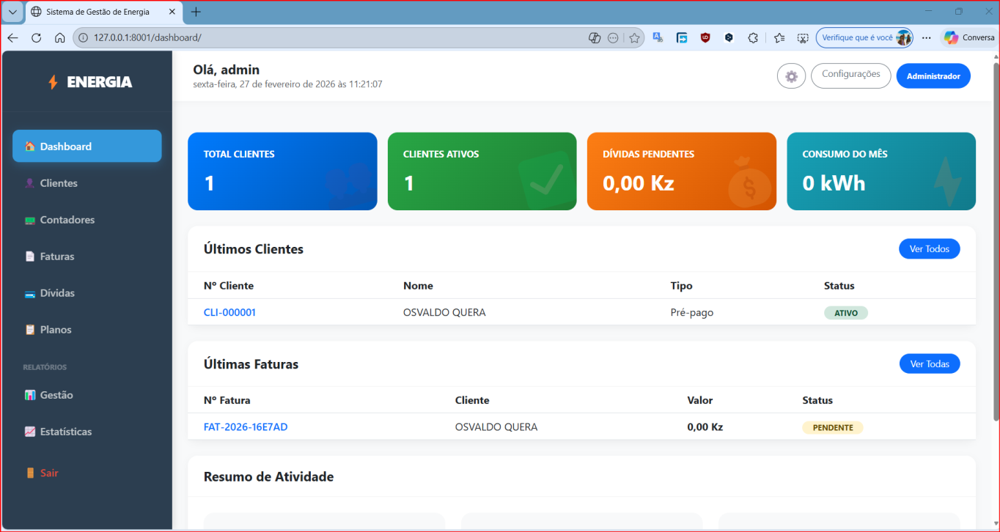 Sistema de Gestão de Energia
127.0.0.1:8001/dashboard/
Verifique que é você
Conversa
ENERGIA
Olá, admin
sexta-feira, 27 de fevereiro de 2026 às 11:21:07
Configurações
Administrador
Dashboard
Clientes
Contadores
Faturas
Dívidas
Planos
RELATÓRIOS
Gestão
Estatísticas
Sair
TOTAL CLIENTES
1
CLIENTES ATIVOS
1
DÍVIDAS PENDENTES
0,00 Kz
CONSUMO DO MÊS
0 kWh
Últimos Clientes
Ver Todos
Nº Cliente Nome Tipo Status
CLI-000001 OSVALDO QUERA Pré-pago ATIVO
Últimas Faturas
Ver Todas
Nº Fatura Cliente Valor Status
FAT-2026-16E7AD OSVALDO QUERA 0,00 Kz PENDENTE
Resumo de Atividade